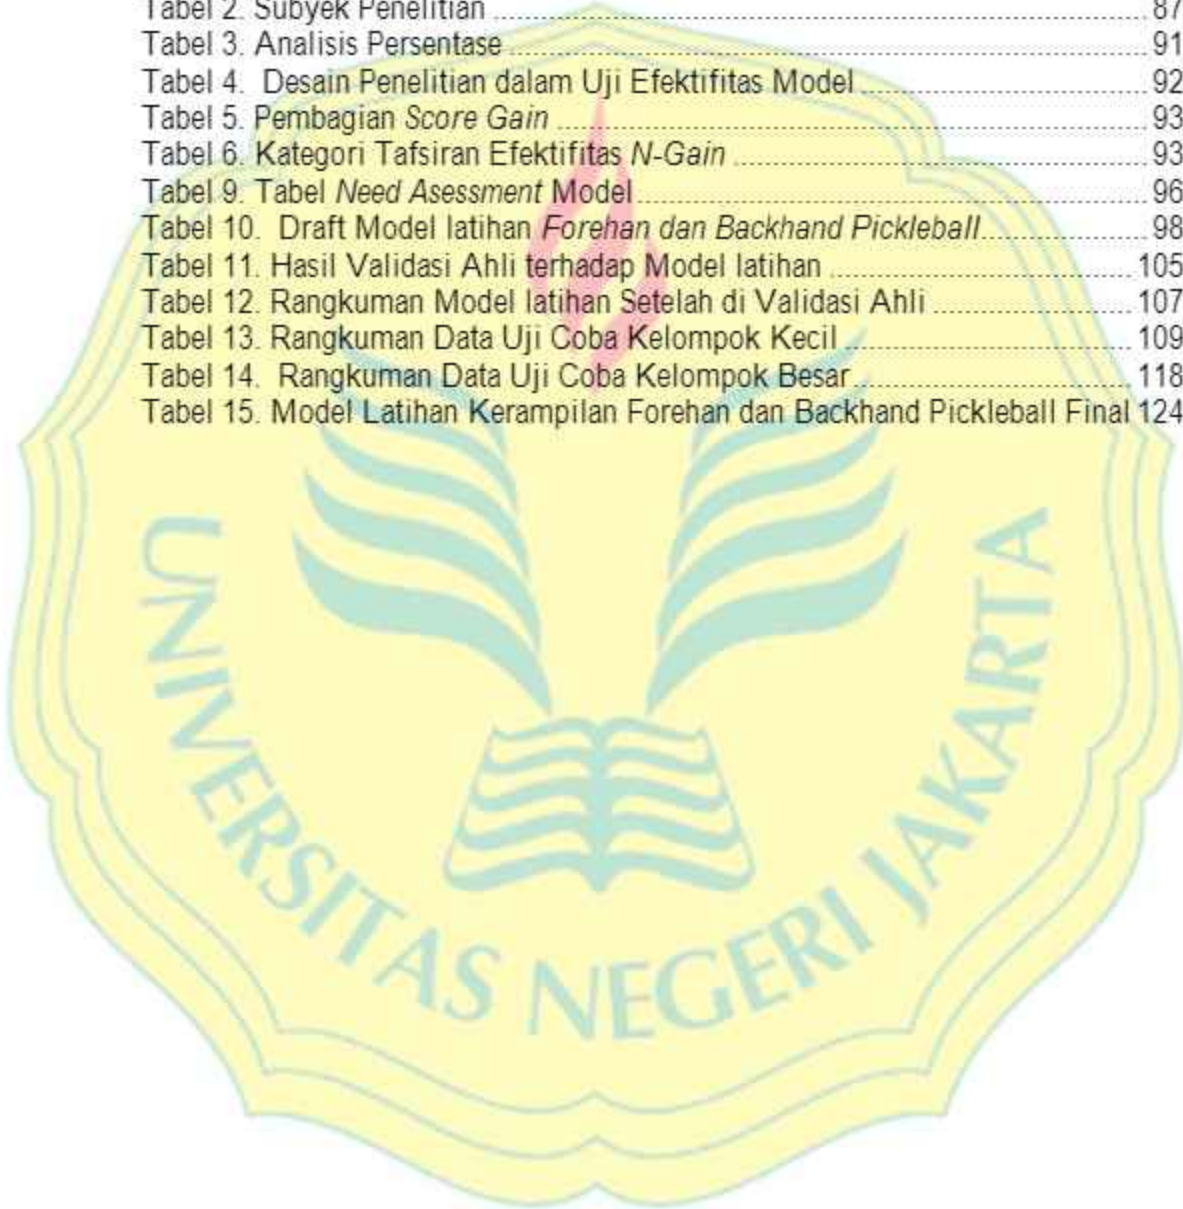 Tabel 2. Subyek Penelitian ........ 87
Tabel 3. Analisis Persentase ........ 91
Tabel 4. Desain Penelitian dalam Uji Efektifitas Model ........ 92
Tabel 5. Pembagian Score Gain ........ 93
Tabel 6. Kategori Tafsiran Efektifitas N-Gain ........ 93
Tabel 9. Tabel Need Asessment Model ........ 96
Tabel 10. Draft Model latihan Forehan dan Backhand Pickleball ........ 98
Tabel 11. Hasil Validasi Ahli terhadap Model latihan ........ 105
Tabel 12. Rangkuman Model latihan Setelah di Validasi Ahli ........ 107
Tabel 13. Rangkuman Data Uji Coba Kelompok Kecil ........ 109
Tabel 14. Rangkuman Data Uji Coba Kelompok Besar ........ 118
Tabel 15. Model Latihan Kerampilan Forehan dan Backhand Pickleball Final 124
UNIVERSITAS NEGERI JAKARTA